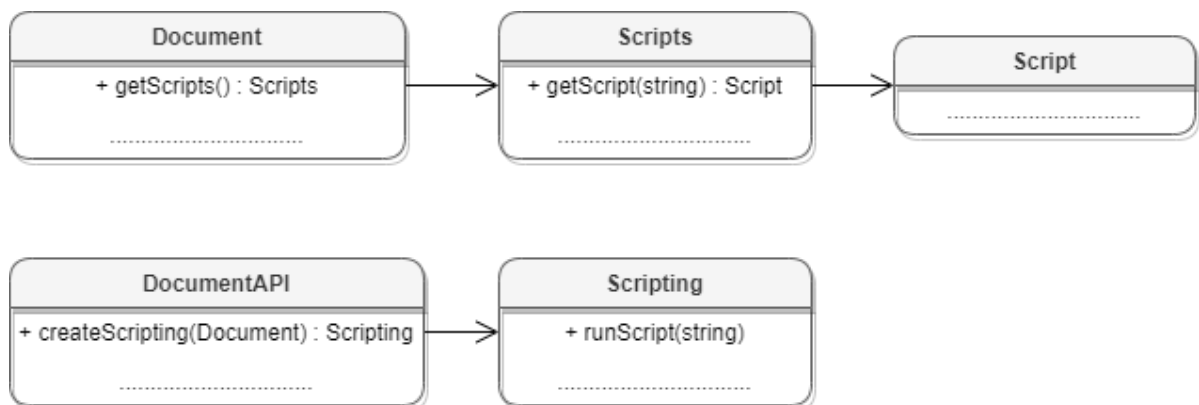 Document
+ getScripts() : Scripts
Scripts
+ getScript(string) : Script
Script
DocumentAPI
+ createScripting(Document) : Scripting
Scripting
+ runScript(string)